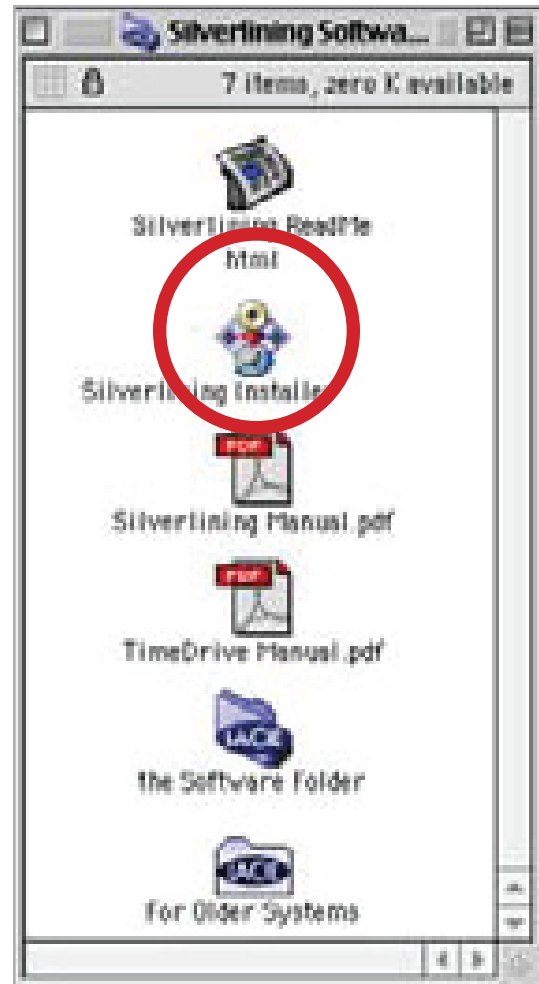 Silverlining Softwa...
7 items, zero K available
Silverlining ReadMe
html
Silverlining Installer
PDF
Silverlining Manual.pdf
PDF
TimeDrive Manual.pdf
LACIE
the Software Folder
LACIE
For Older Systems